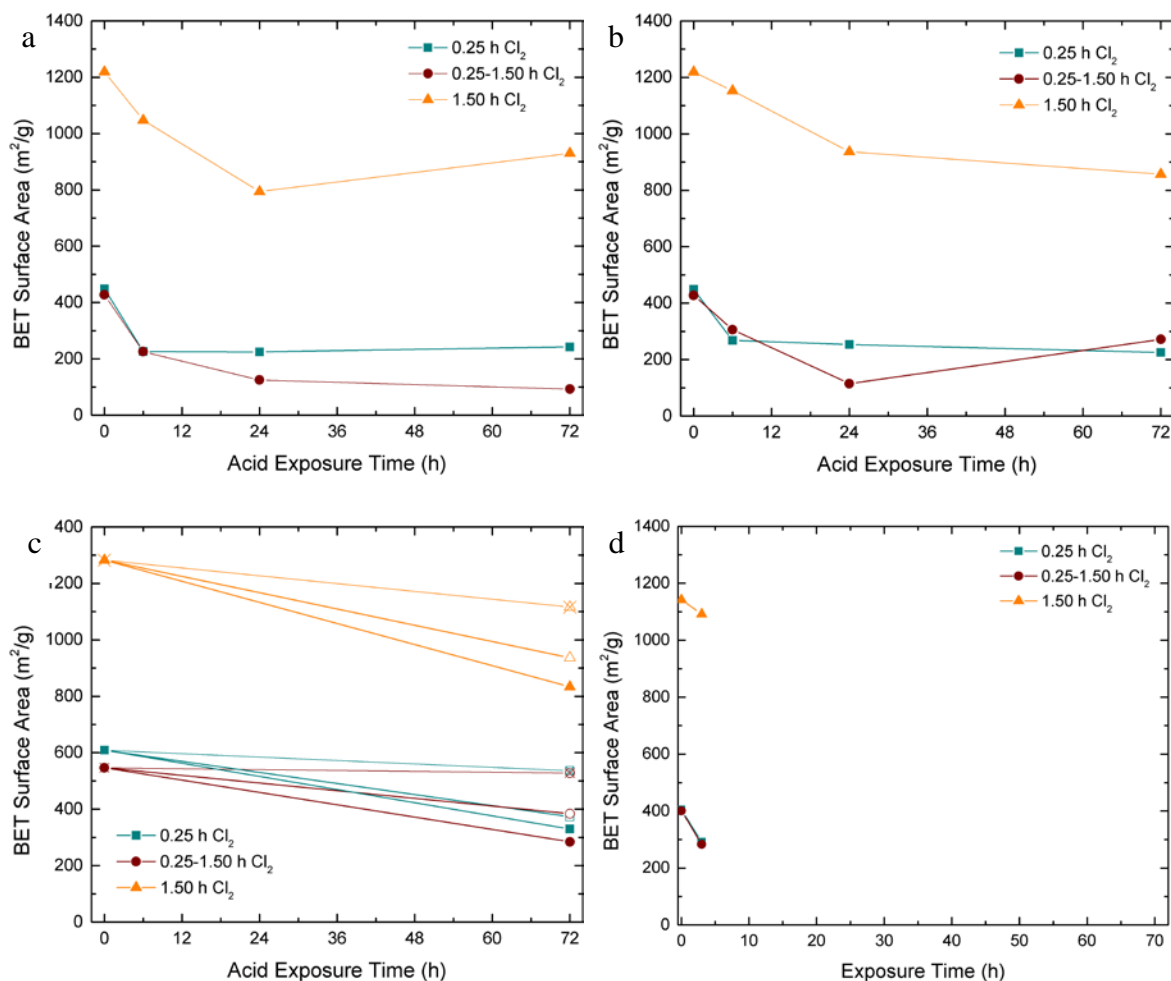 a
1400
1200
1000
800
600
400
200
0
BET Surface Area (m²/g)
0.25 h Cl₂
0.25-1.50 h Cl₂
1.50 h Cl₂
0 12 24 36 48 60 72
Acid Exposure Time (h)
b
1400
1200
1000
800
600
400
200
0
BET Surface Area (m²/g)
0.25 h Cl₂
0.25-1.50 h Cl₂
1.50 h Cl₂
0 12 24 36 48 60 72
Acid Exposure Time (h)
c
400
1200
1000
800
600
400
200
0
BET Surface Area (m²/g)
0.25 h Cl₂
0.25-1.50 h Cl₂
1.50 h Cl₂
0 12 24 36 48 60 72
Acid Exposure Time (h)
d
1400
1200
1000
800
600
400
200
0
BET Surface Area (m²/g)
0.25 h Cl₂
0.25-1.50 h Cl₂
1.50 h Cl₂
0 10 20 30 40 50 60 70
Exposure Time (h)